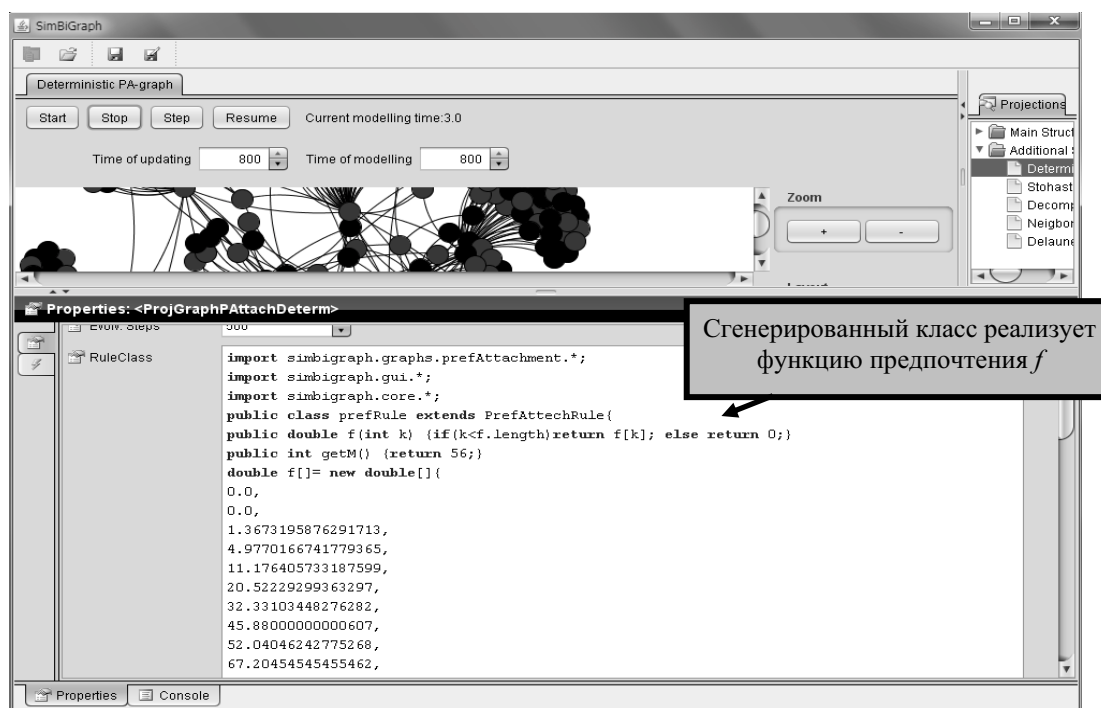 SimBiGraph
Deterministic PA-graph
Start Stop Step Resume Current modelling time:3.0
Time of updating 800 Time of modelling 800
Zoom
+ -
Projections
Main Struct
Additional
Determi
Stohast
Decomp
Neigbor
Delaune
Properties: <ProjGraphPAttachDeterm>
Evolv. Steps 500
RuleClass
import simbigraph.graphs.prefAttachment.*;
import simbigraph.gui.*;
import simbigraph.core.*;
public class prefRule extends PrefAttechRule{
public double f(int k) {if(k<f.length)return f[k]; else return 0;}
public int getM() {return 56;}
double f[]= new double[]{
0.0,
0.0,
1.3673195876291713,
4.9770166741779365,
11.176405733187599,
20.52229299363297,
32.33103448276282,
45.88000000000607,
52.04046242775268,
67.20454545455462,
Сгенерированный класс реализует
функцию предпочтения f
Properties Console